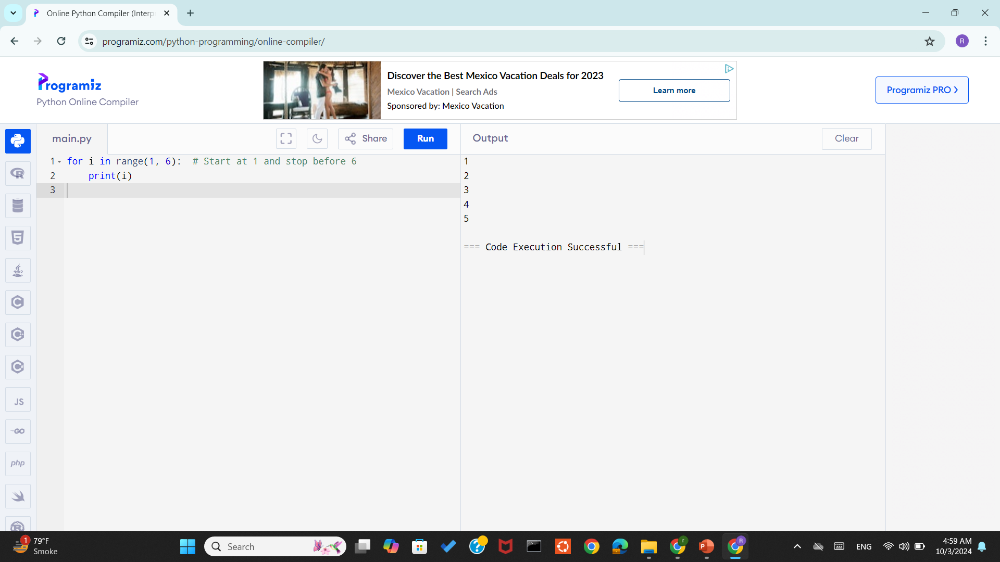 Online Python Compiler (Interp
programiz.com/python-programming/online-compiler/
R
Programiz
Python Online Compiler
Discover the Best Mexico Vacation Deals for 2023
Mexico Vacation | Search Ads
Sponsored by: Mexico Vacation
Learn more
Programiz PRO
main.py
Share
Run
Output
Clear
1 for i in range(1, 6):  # Start at 1 and stop before 6
2     print(i)
3
1
2
3
4
5
=== Code Execution Successful ===
R
5
C
C
C
JS
GO
php
R
1
79°F
Smoke
Search
r
P
R
ENG
4:59 AM
10/3/2024